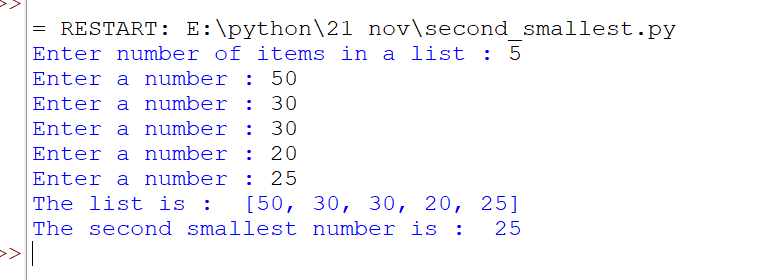 >>
= RESTART: E:\python\21 nov\second_smallest.py
Enter number of items in a list : 5
Enter a number : 50
Enter a number : 30
Enter a number : 30
Enter a number : 20
Enter a number : 25
The list is :  [50, 30, 30, 20, 25]
The second smallest number is :  25
>>